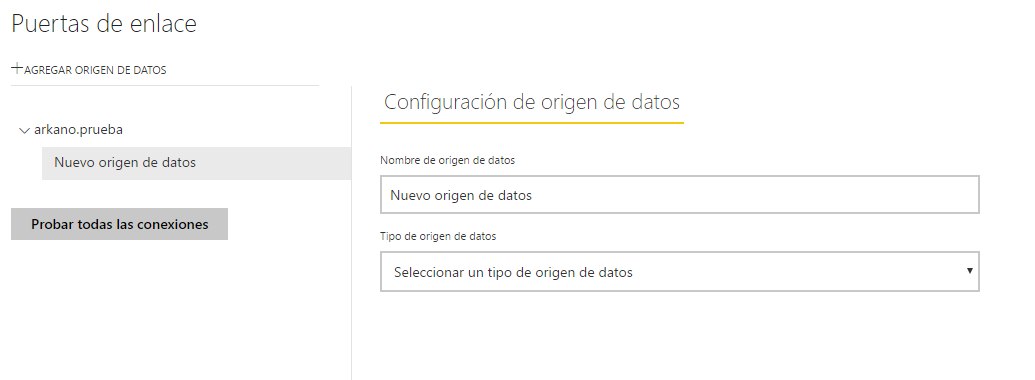 Puertas de enlace
+AGREGAR ORIGEN DE DATOS
arkano.prueba
Nuevo origen de datos
Probar todas las conexiones
Configuración de origen de datos
Nombre de origen de datos
Nuevo origen de datos
Tipo de origen de datos
Seleccionar un tipo de origen de datos